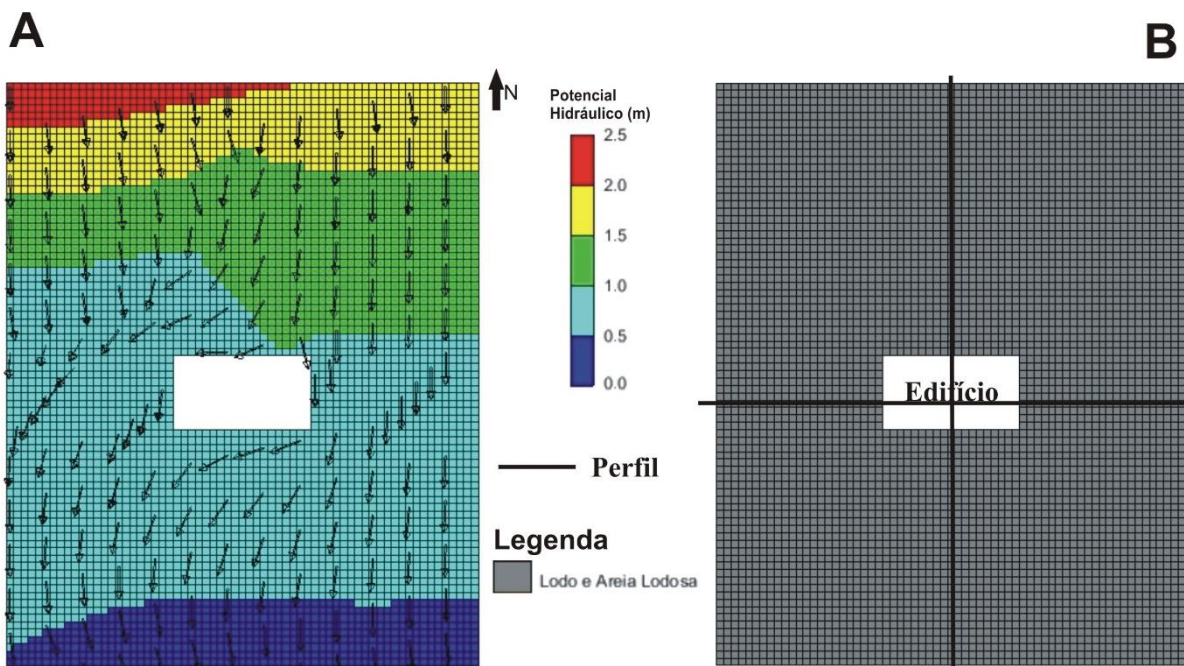 A
B
N
Potencial
Hidráulico (m)
2.5
2.0
1.5
1.0
0.5
0.0
Edifício
Perfil
Legenda
Lodo e Areia Lodosa